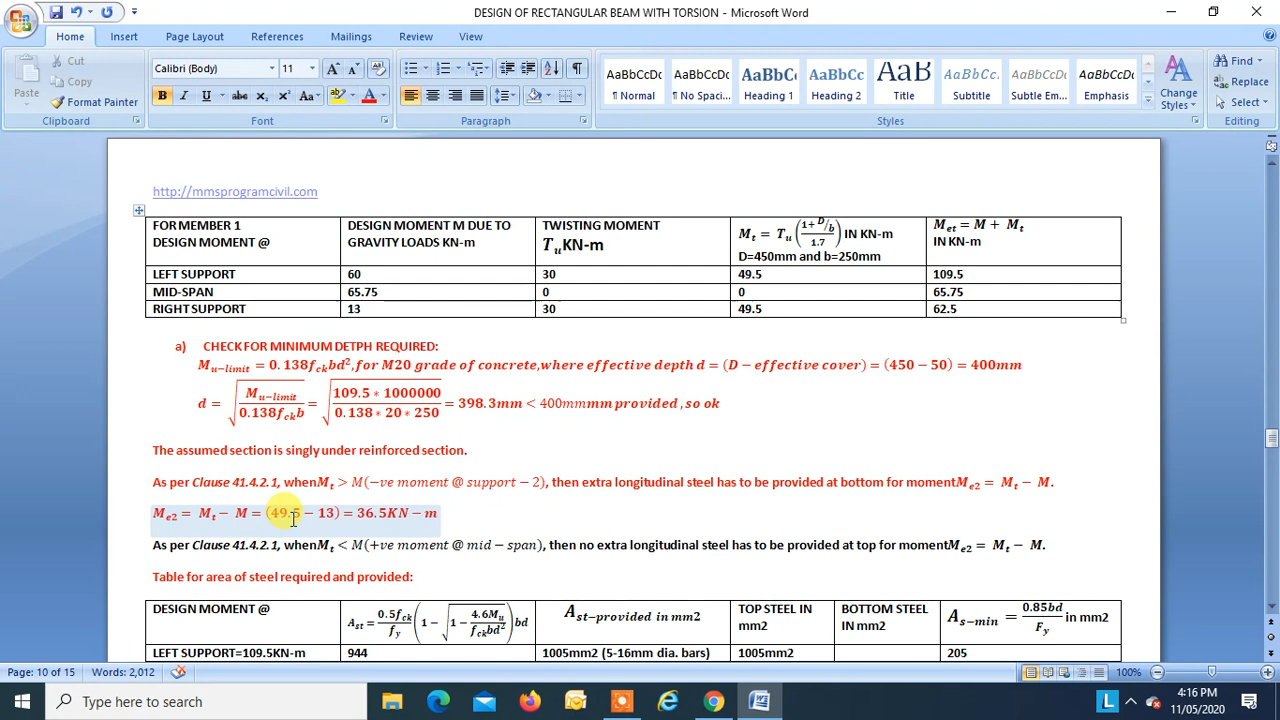 DESIGN OF RECTANGULAR BEAM WITH TORSION - Microsoft Word
Home Insert Page Layout References Mailings Review View
Paste Cut Copy Format Painter Clipboard
Calibri (Body) 11 Font
Paragraph
AaBbCcDc ¶ Normal AaBbCcDc ¶ No Spaci... AaBbC Heading 1 AaBbCc Heading 2 AaB Title AaBbCc. Subtitle AaBbCcDc Subtle Em... AaBbCcDc Emphasis Change Styles Styles
Find Replace Select Editing
http://mmsprogramcivil.com
FOR MEMBER 1 DESIGN MOMENT @ | DESIGN MOMENT M DUE TO GRAVITY LOADS KN-m | TWISTING MOMENT T_u KN-m | M_t = T_u ((1+D/b)/1.7) IN KN-m D=450mm and b=250mm | M_et = M + M_t IN KN-m
LEFT SUPPORT 60 30 49.5 109.5
MID-SPAN 65.75 0 0 65.75
RIGHT SUPPORT 13 30 49.5 62.5
a) CHECK FOR MINIMUM DETPH REQUIRED:
M_u−limit = 0.138f_ck bd², for M20 grade of concrete, where effective depth d = (D − effective cover) = (450 − 50) = 400mm
d = √(M_u−limit / 0.138f_ck b) = √(109.5 * 1000000 / 0.138 * 20 * 250) = 398.3mm < 400mmmm provided, so ok
The assumed section is singly under reinforced section.
As per Clause 41.4.2.1, whenM_t > M(−ve moment @ support − 2), then extra longitudinal steel has to be provided at bottom for momentM_e2 = M_t − M.
M_e2 = M_t − M = (49.5 − 13) = 36.5KN − m
As per Clause 41.4.2.1, whenM_t < M(+ve moment @ mid − span), then no extra longitudinal steel has to be provided at top for momentM_e2 = M_t − M.
Table for area of steel required and provided:
DESIGN MOMENT @ | A_st = 0.5f_ck/f_y (1 − √(1 − 4.6M_u/f_ck bd²)) bd | A_st−provided in mm2 | TOP STEEL IN mm2 | BOTTOM STEEL IN mm2 | A_s−min = 0.85bd/F_y in mm2
LEFT SUPPORT=109.5KN-m 944 1005mm2 (5-16mm dia. bars) 1005mm2 205
Page: 10 of 15 Words: 2,012 100%
Type here to search 4:16 PM
11/05/2020